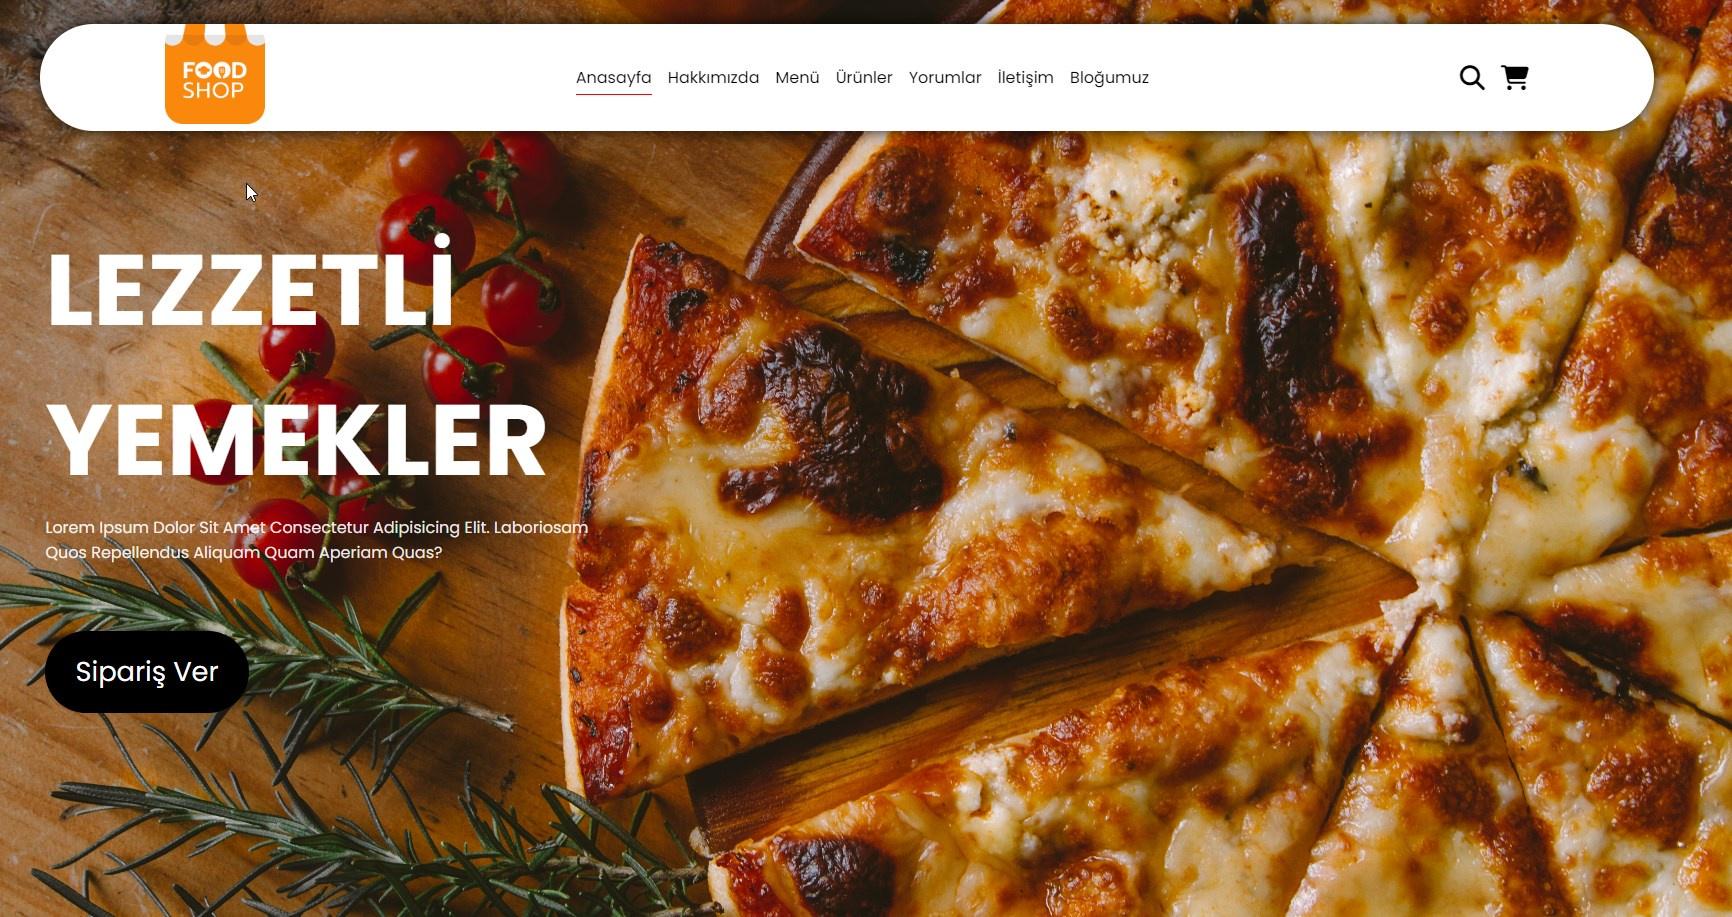 FOOD
SHOP
Anasayfa Hakkımızda Menü Ürünler Yorumlar İletişim Bloğumuz
LEZZETLİ
YEMEKLER
Lorem Ipsum Dolor Sit Amet Consectetur Adipisicing Elit. Laboriosam
Quos Repellendus Aliquam Quam Aperiam Quas?
Sipariş Ver